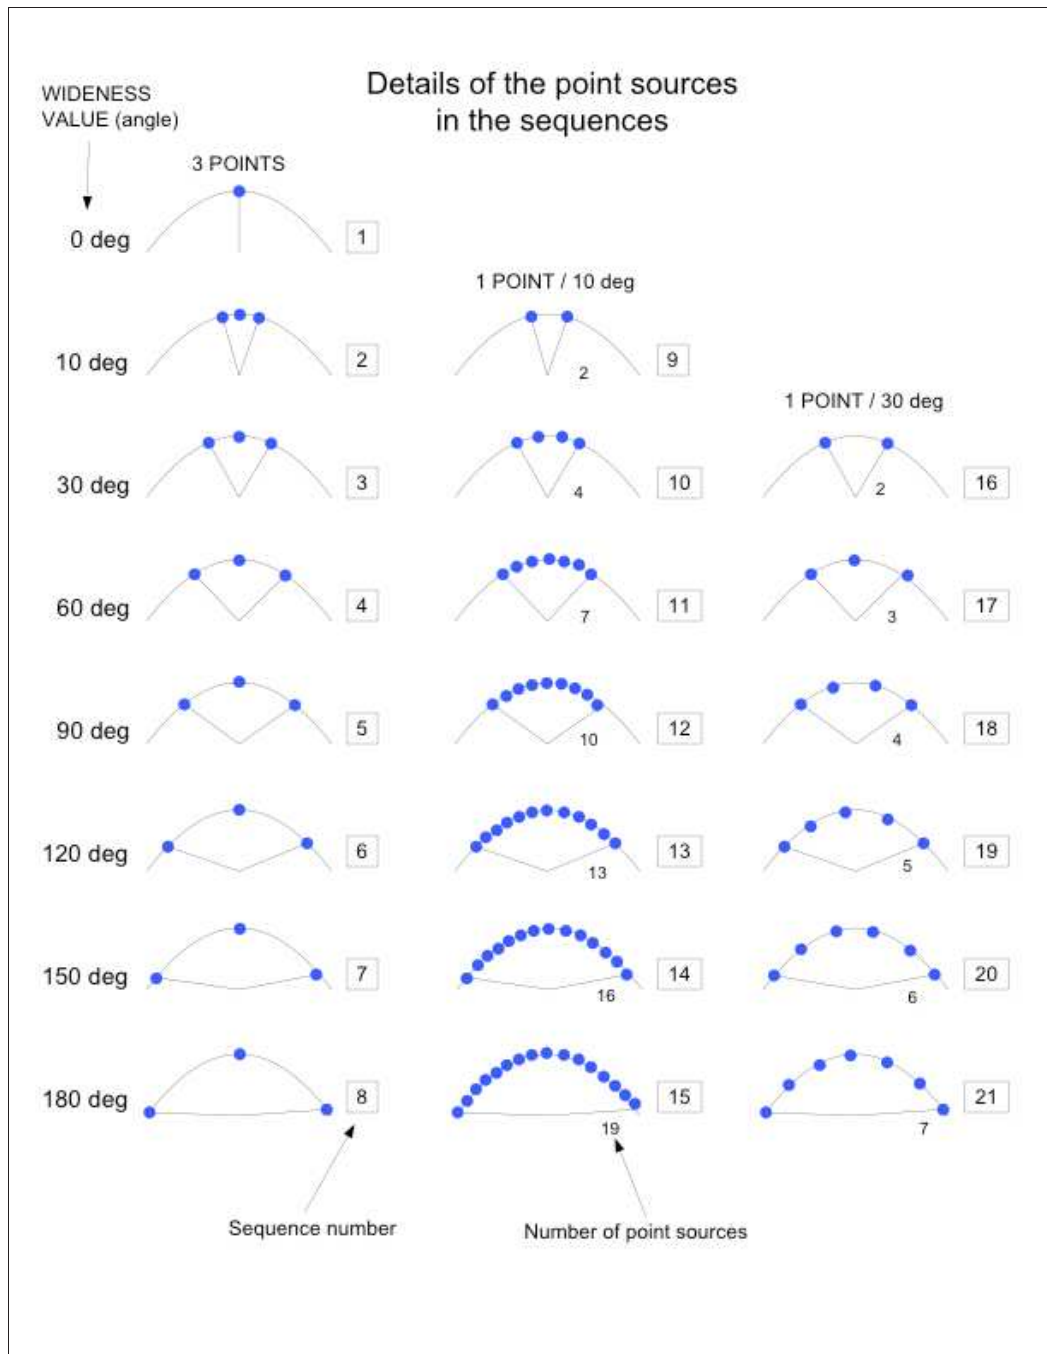 Details of the point sources
in the sequences
WIDENESS
VALUE (angle)
3 POINTS
0 deg
1
1 POINT / 10 deg
10 deg
2
2
9
1 POINT / 30 deg
30 deg
3
4
10
2
16
60 deg
4
7
11
3
17
90 deg
5
10
12
4
18
120 deg
6
13
13
5
19
150 deg
7
16
14
6
20
180 deg
8
19
15
7
21
Sequence number
Number of point sources